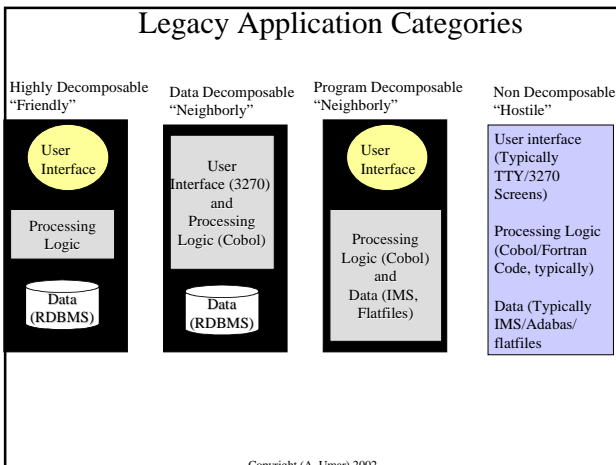 Legacy Application Categories
Highly Decomposable
“Friendly”
User
Interface
Processing
Logic
Data
(RDBMS)
Data Decomposable
“Neighborly”
User
Interface (3270)
and
Processing
Logic (Cobol)
Data
(RDBMS)
Program Decomposable
“Neighborly”
User
Interface
Processing
Logic (Cobol)
and
Data (IMS,
Flatfiles)
Non Decomposable
“Hostile”
User interface
(Typically
TTY/3270
Screens)
Processing Logic
(Cobol/Fortran
Code, typically)
Data (Typically
IMS/Adabas/
flatfiles
Copyright (A. Umar) 2002